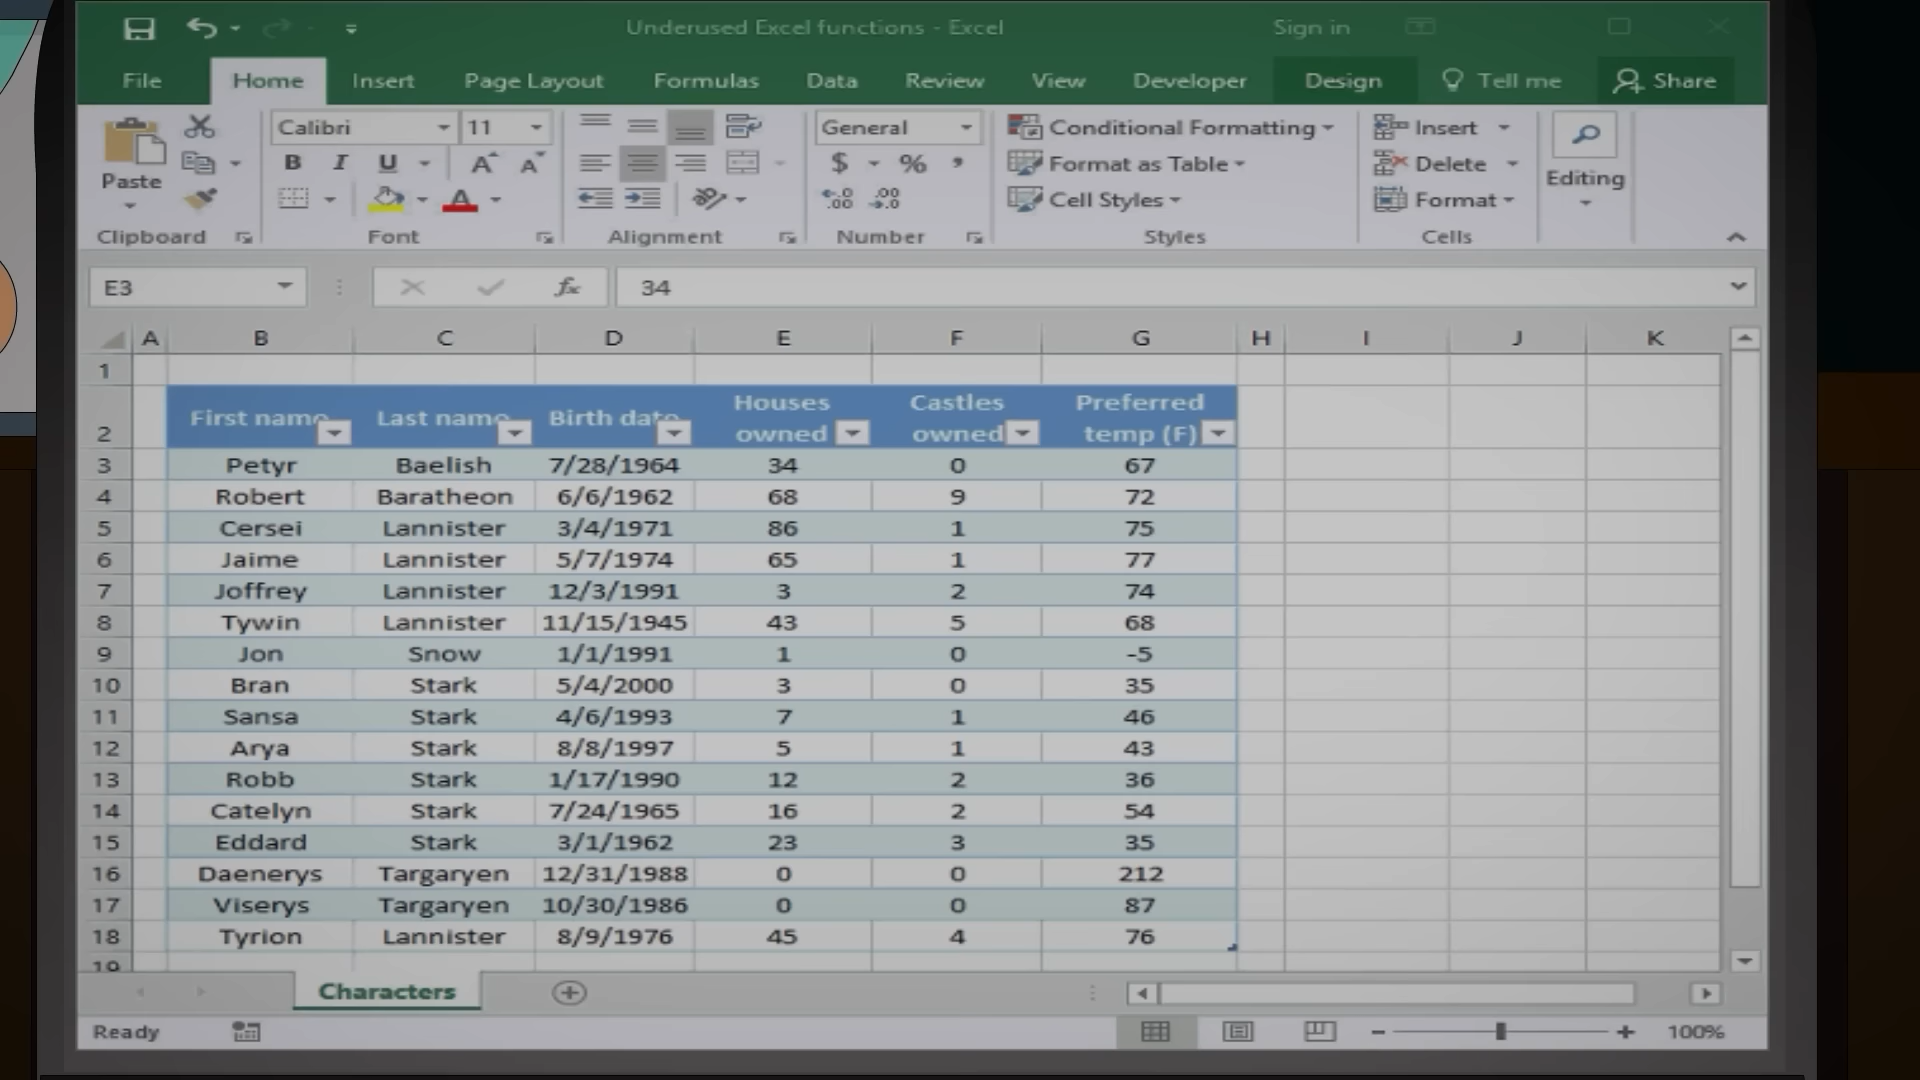 Underused Excel functions - Excel
Sign in
File Home Insert Page Layout Formulas Data Review View Developer Design Tell me Share
Paste
Calibri 11
B I U A A
A
General
$ % ,
Conditional Formatting
Format as Table
Cell Styles
Insert
Delete
Format
Editing
Clipboard Font Alignment Number Styles Cells
E3 fx 34
A B C D E F G H I J K
1
2 First name Last name Birth date Houses owned Castles owned Preferred temp (F)
3 Petyr Baelish 7/28/1964 34 0 67
4 Robert Baratheon 6/6/1962 68 9 72
5 Cersei Lannister 3/4/1971 86 1 75
6 Jaime Lannister 5/7/1974 65 1 77
7 Joffrey Lannister 12/3/1991 3 2 74
8 Tywin Lannister 11/15/1945 43 5 68
9 Jon Snow 1/1/1991 1 0 -5
10 Bran Stark 5/4/2000 3 0 35
11 Sansa Stark 4/6/1993 7 1 46
12 Arya Stark 8/8/1997 5 1 43
13 Robb Stark 1/17/1990 12 2 36
14 Catelyn Stark 7/24/1965 16 2 54
15 Eddard Stark 3/1/1962 23 3 35
16 Daenerys Targaryen 12/31/1988 0 0 212
17 Viserys Targaryen 10/30/1986 0 0 87
18 Tyrion Lannister 8/9/1976 45 4 76
19
Characters
Ready
100%